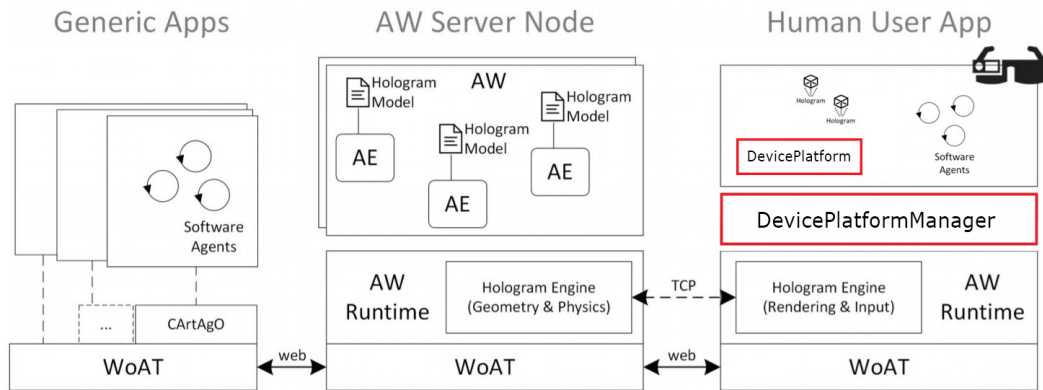 Generic Apps
AW Server Node
Human User App
Software
Agents
...
CArtAgO
WoAT
web
AW
Hologram
Model
Hologram
Model
Hologram
Model
AE
AE
AE
AW
Runtime
Hologram Engine
(Geometry & Physics)
WoAT
TCP
web
Hologram
Hologram
DevicePlatform
Software
Agents
DevicePlatformManager
Hologram Engine
(Rendering & Input)
AW
Runtime
WoAT